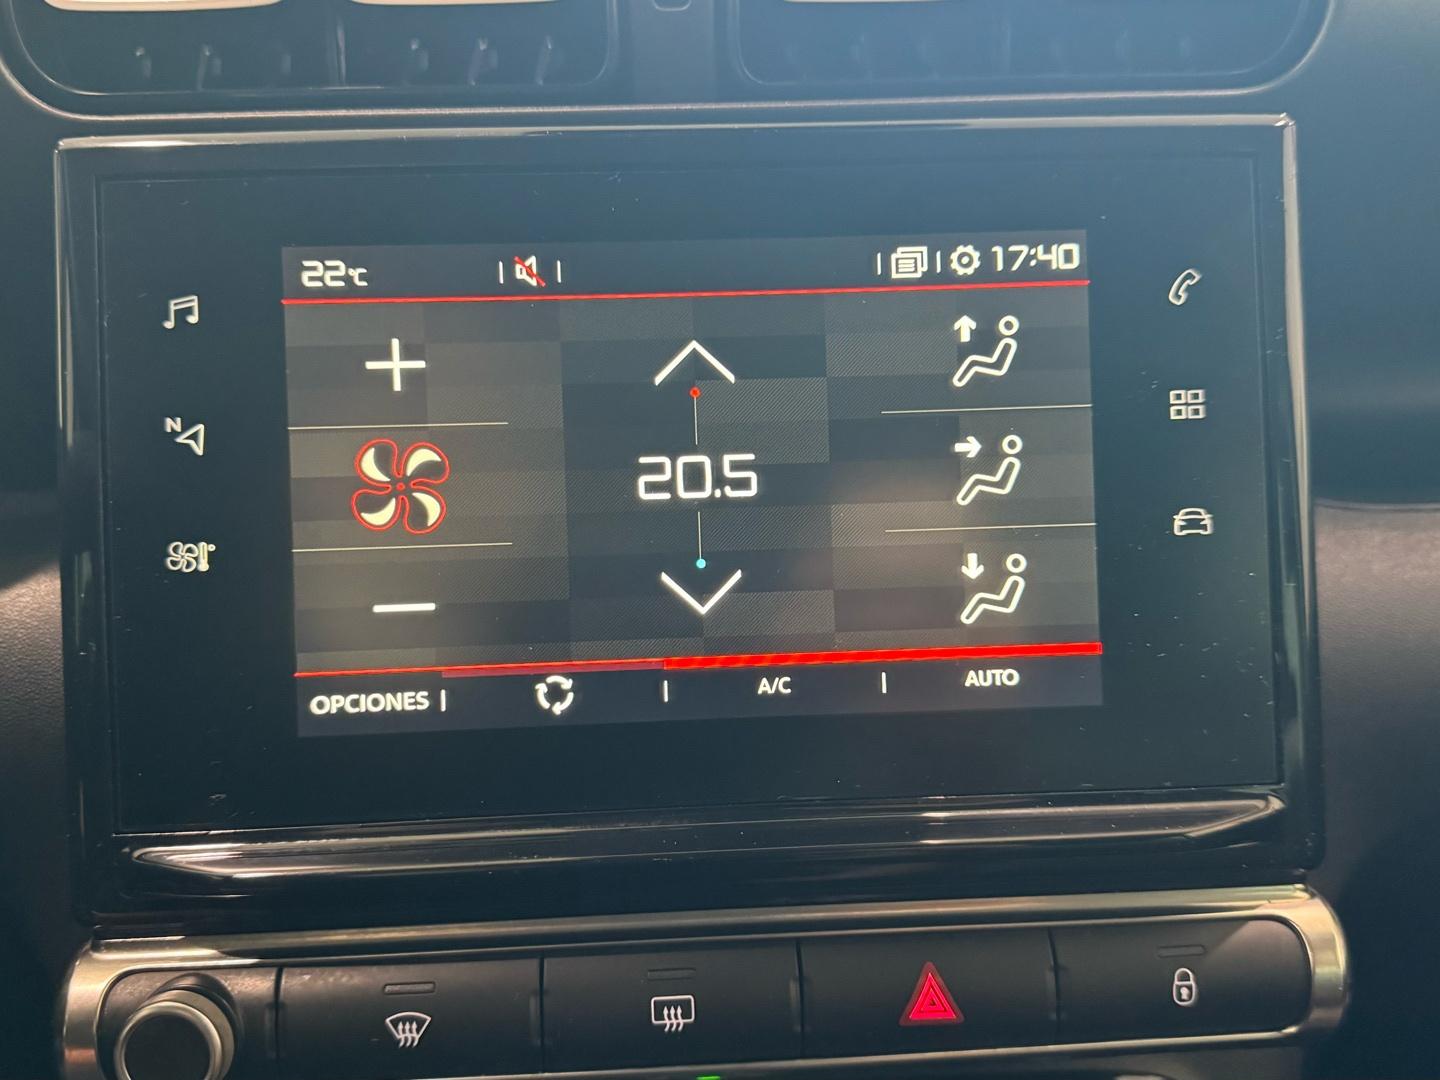 22°C
17:40
N
20.5
OPCIONES
A/C
AUTO